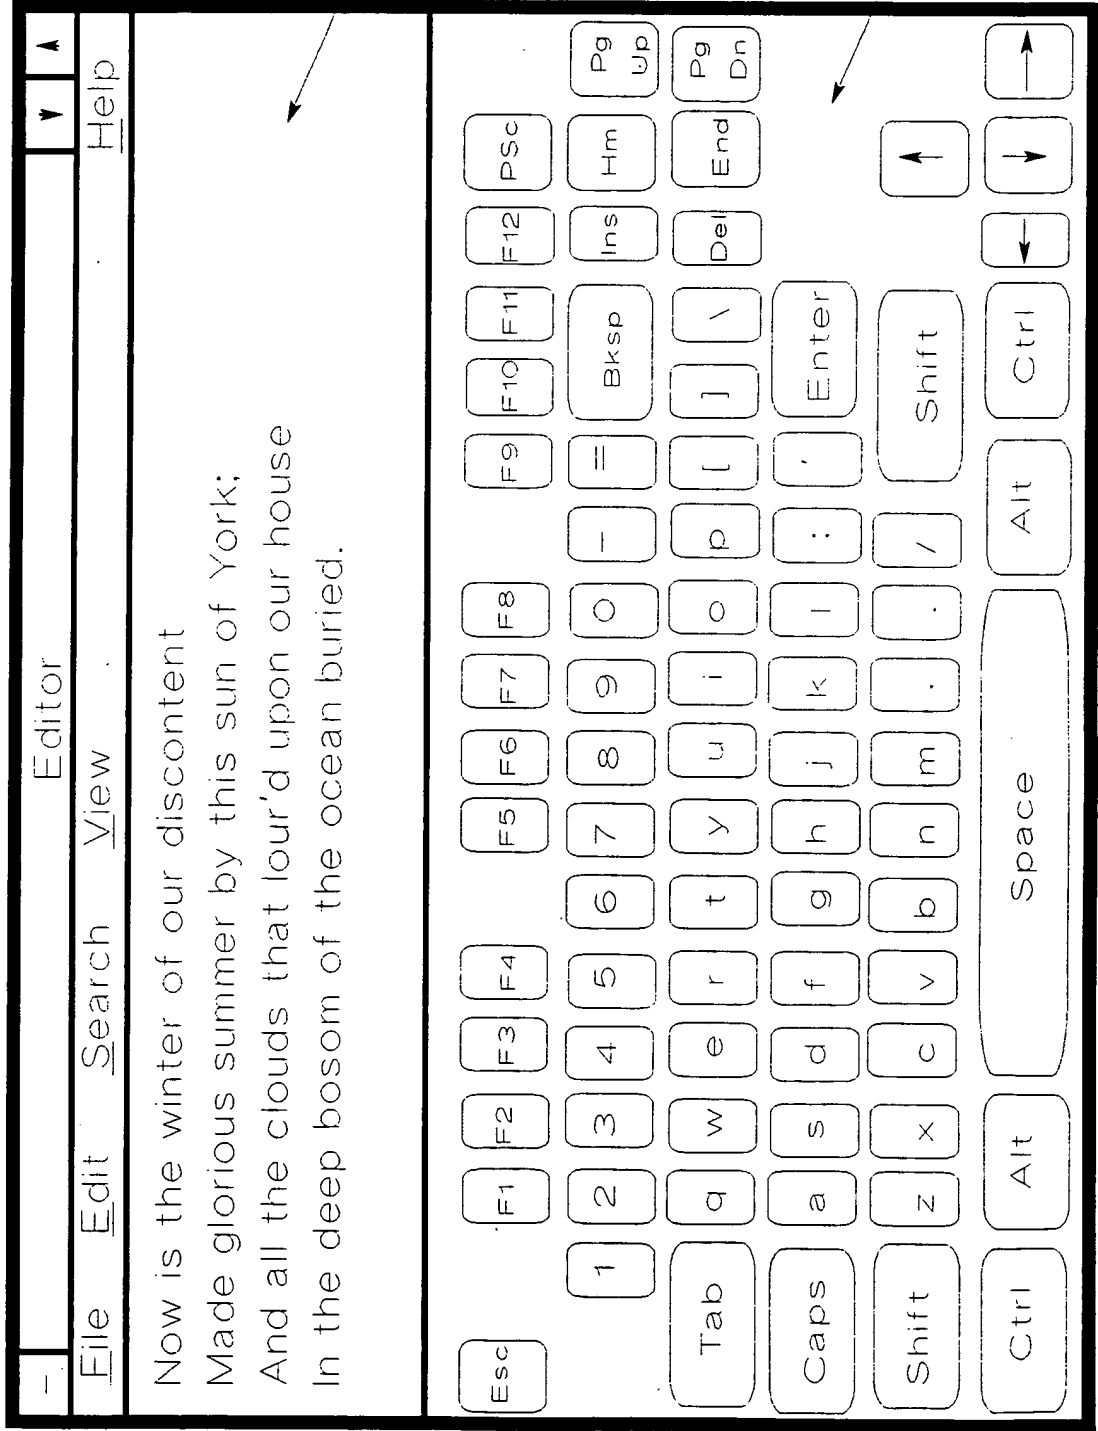 - Editor
File Edit Search View Help
Now is the winter of our discontent
Made glorious summer by this sun of York;
And all the clouds that lour'd upon our house
In the deep bosom of the ocean buried.
Esc F1 F2 F3 F4 F5 F6 F7 F8 F9 F10 F11 F12 PSc
1 2 3 4 5 6 7 8 9 0 - = Bksp Ins Hm Pg Up
Tab q w e r t y u i o p [ ] \ Del End Pg Dn
Caps a s d f g h j k l : ' Enter
Shift z x c v b n m . . / Shift ↑
Ctrl Alt Space Alt Ctrl ← ↓ →